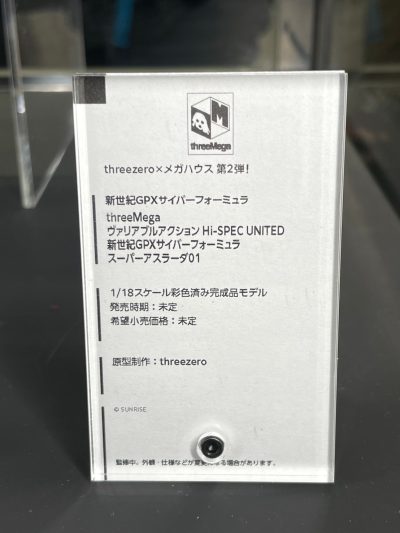 M
threeMega
threezero×メガハウス 第2弾!
新世紀GPXサイバーフォーミュラ
threeMega
ヴァリアブルアクション Hi-SPEC UNITED
新世紀GPXサイバーフォーミュラ
スーパーアスラーダ01
1/18スケール彩色済み完成品モデル
発売時期：未定
希望小売価格：未定
原型制作：threezero
© SUNRISE
監修中。外観・仕様などが変更になる場合があります。